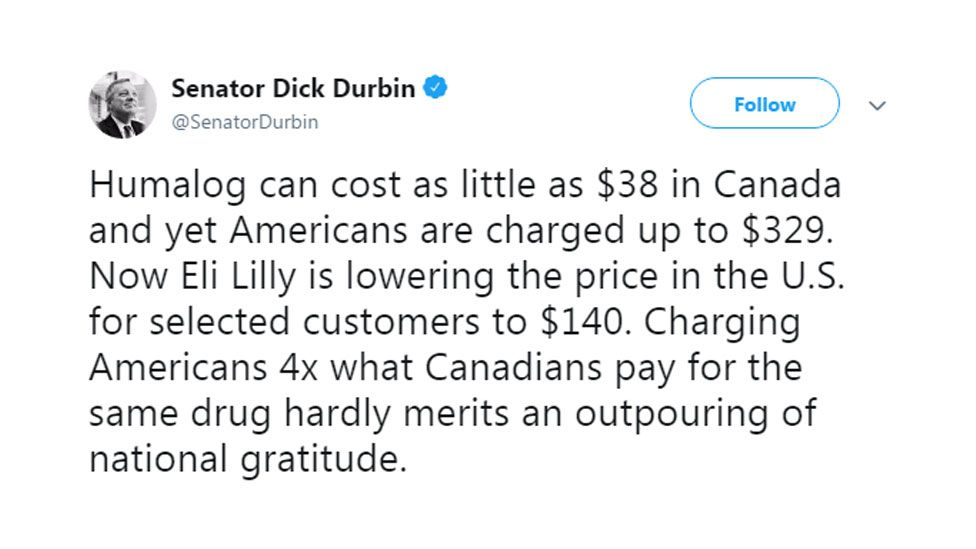 Senator Dick Durbin
@SenatorDurbin
Follow
Humalog can cost as little as $38 in Canada
and yet Americans are charged up to $329.
Now Eli Lilly is lowering the price in the U.S.
for selected customers to $140. Charging
Americans 4x what Canadians pay for the
same drug hardly merits an outpouring of
national gratitude.